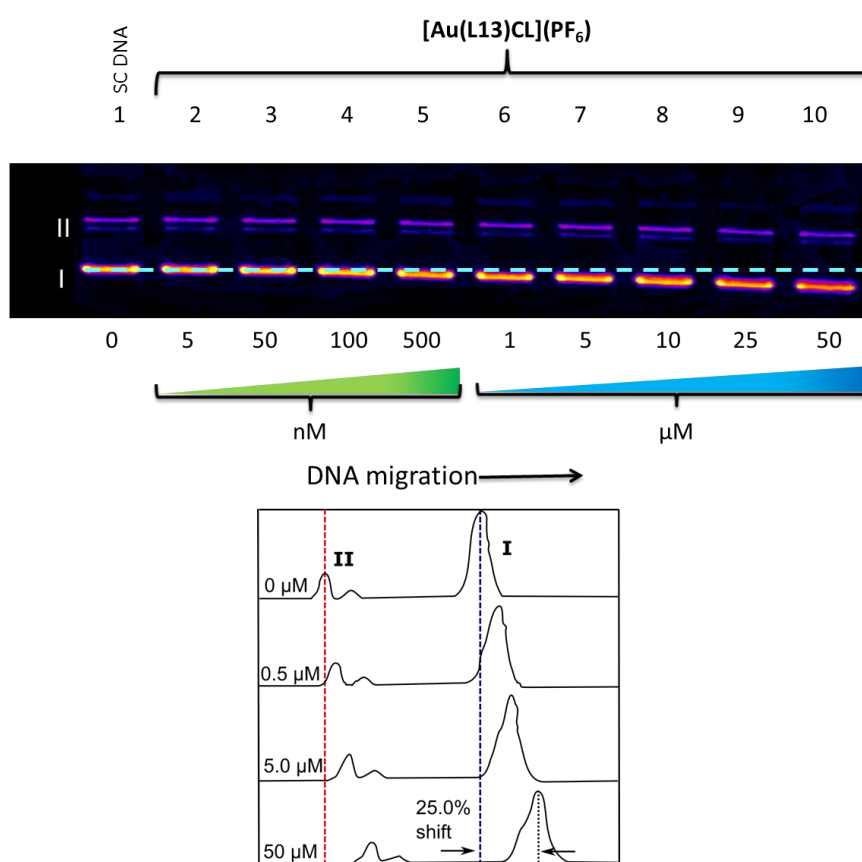 [Au(L13)CL](PF₆)
SC DNA
1 2 3 4 5 6 7 8 9 10
II
I
0 5 50 100 500 1 5 10 25 50
nM µM
DNA migration
II I
0 µM
0.5 µM
5.0 µM
25.0%
shift
50 µM